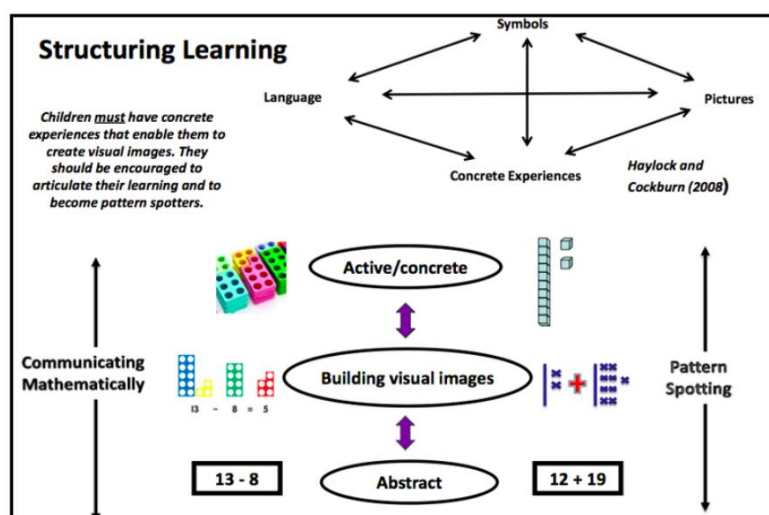 Structuring Learning
Symbols
Language
Pictures
Concrete Experiences
Haylock and
Cockburn (2008)
Children must have concrete
experiences that enable them to
create visual images. They
should be encouraged to
articulate their learning and to
become pattern spotters.
Active/concrete
Communicating
Mathematically
13 - 8 = 5
Building visual images
Pattern
Spotting
13 - 8
Abstract
12 + 19